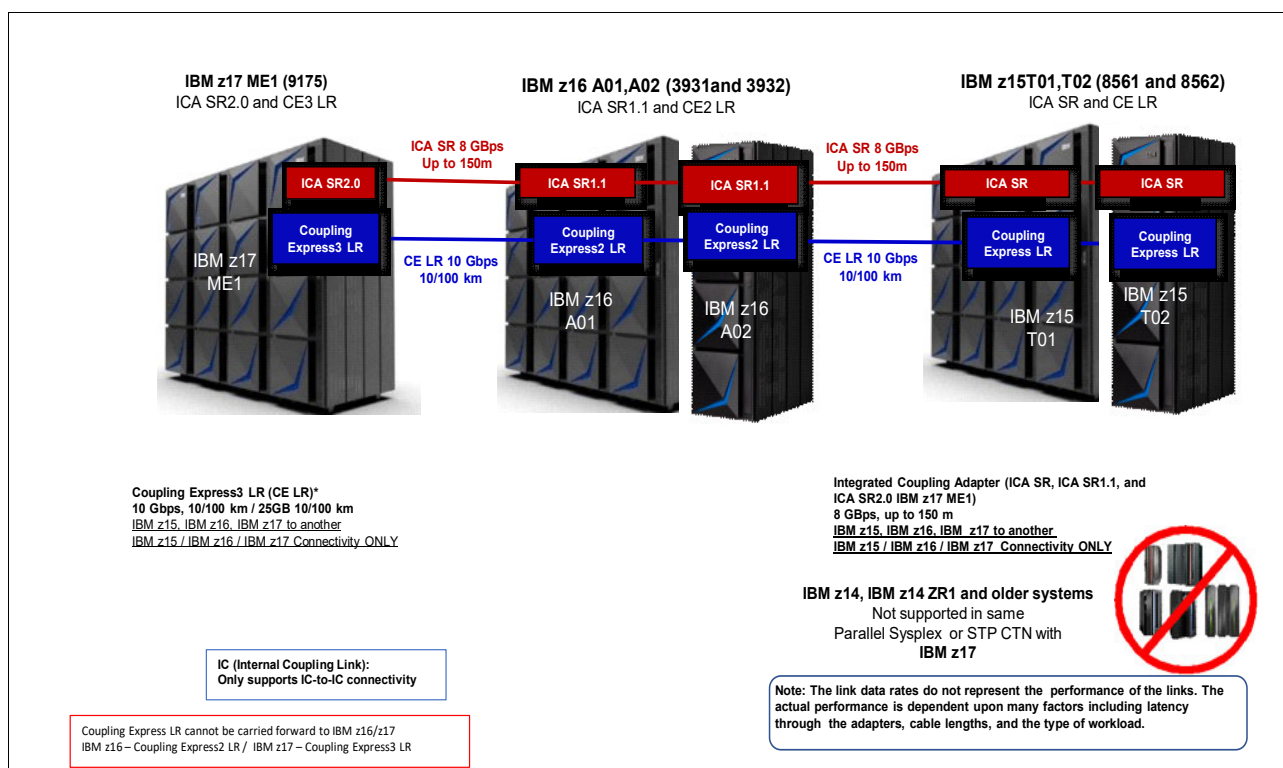 IBM z17 ME1 (9175)
ICA SR2.0 and CE3 LR
IBM z16 A01,A02 (3931and 3932)
ICA SR1.1 and CE2 LR
IBM z15T01,T02 (8561 and 8562)
ICA SR and CE LR
ICA SR 8 GBps
Up to 150m
ICA SR 8 GBps
Up to 150m
ICA SR2.0
ICA SR1.1
ICA SR1.1
ICA SR
ICA SR
Coupling
Express3 LR
Coupling
Express2 LR
Coupling
Express2 LR
Coupling
Express LR
Coupling
Express LR
CE LR 10 Gbps
10/100 km
CE LR 10 Gbps
10/100 km
IBM z17
ME1
IBM z16
A01
IBM z16
A02
IBM z15
T01
IBM z15
T02
Coupling Express3 LR (CE LR)*
10 Gbps, 10/100 km / 25GB 10/100 km
IBM z15, IBM z16, IBM z17 to another
IBM z15 / IBM z16 / IBM z17 Connectivity ONLY
Integrated Coupling Adapter (ICA SR, ICA SR1.1, and
ICA SR2.0 IBM z17 ME1)
8 GBps, up to 150 m
IBM z15, IBM z16, IBM z17 to another
IBM z15 / IBM z16 / IBM z17 Connectivity ONLY
IBM z14, IBM z14 ZR1 and older systems
Not supported in same
Parallel Sysplex or STP CTN with
IBM z17
IC (Internal Coupling Link):
Only supports IC-to-IC connectivity
Note: The link data rates do not represent the performance of the links. The
actual performance is dependent upon many factors including latency
through the adapters, cable lengths, and the type of workload.
Coupling Express LR cannot be carried forward to IBM z16/z17
IBM z16 – Coupling Express2 LR / IBM z17 – Coupling Express3 LR